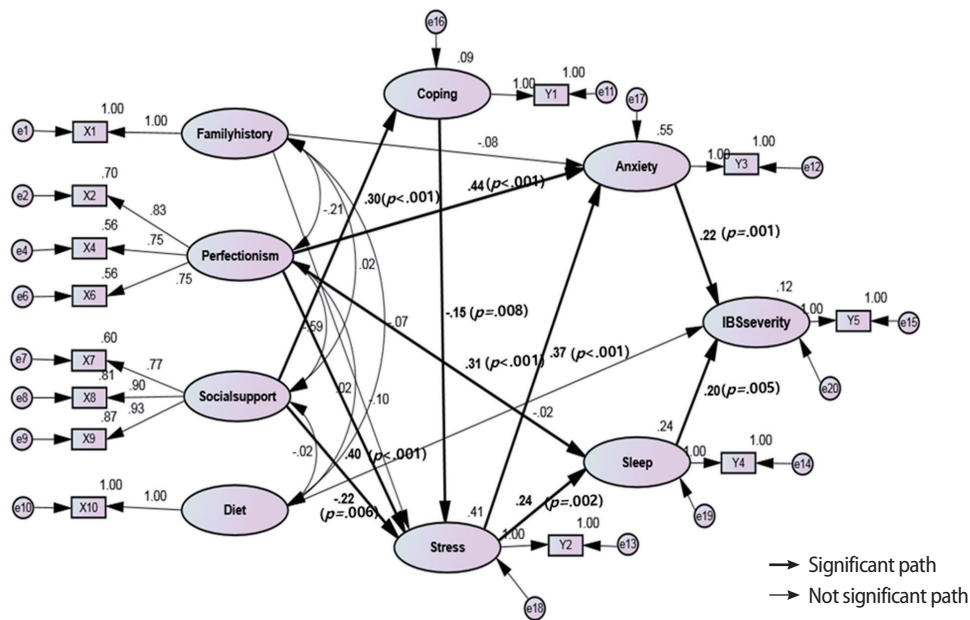 e16
.09
Coping
1.00
1.00
Y1
e11
e17
.55
Anxiety
1.00
1.00
Y3
e12
1.00
e1
X1
1.00
Familyhistory
-.08
.70
e2
X2
.83
.30(p<.001)
.44(p<.001)
-.21
.56
e4
X4
.75
Perfectionism
.02
.22 (p=.001)
.56
e6
X6
.75
.12
IBSseverity
1.00
1.00
Y5
e15
-.59
-.07
-.15 (p=.008)
.31 (p<.001)
.37 (p<.001)
.60
e7
X7
.77
.81
e8
X8
.90
Socialsupport
.02
-.10
-.02
.20(p=.005)
e20
.87
e9
X9
.93
.24
Sleep
1.00
1.00
Y4
e14
-.02
.40 (p<.001)
1.00
e10
X10
1.00
Diet
-.22
(p=.006)
.24 (p=.002)
e19
.41
Stress
1.00
1.00
Y2
e13
e18
Significant path
Not significant path